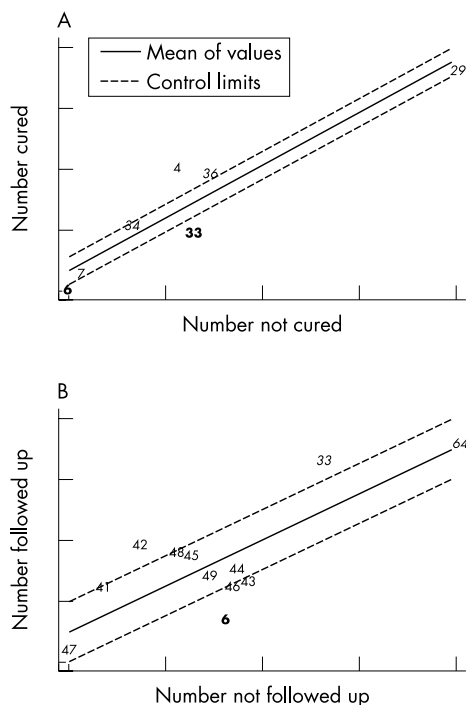 A
Mean of values
Control limits
29
4
36
34
33
7
6
Number cured
Number not cured
B
64
33
42
48 45
44
49
41
46 43
6
47
Number followed up
Number not followed up